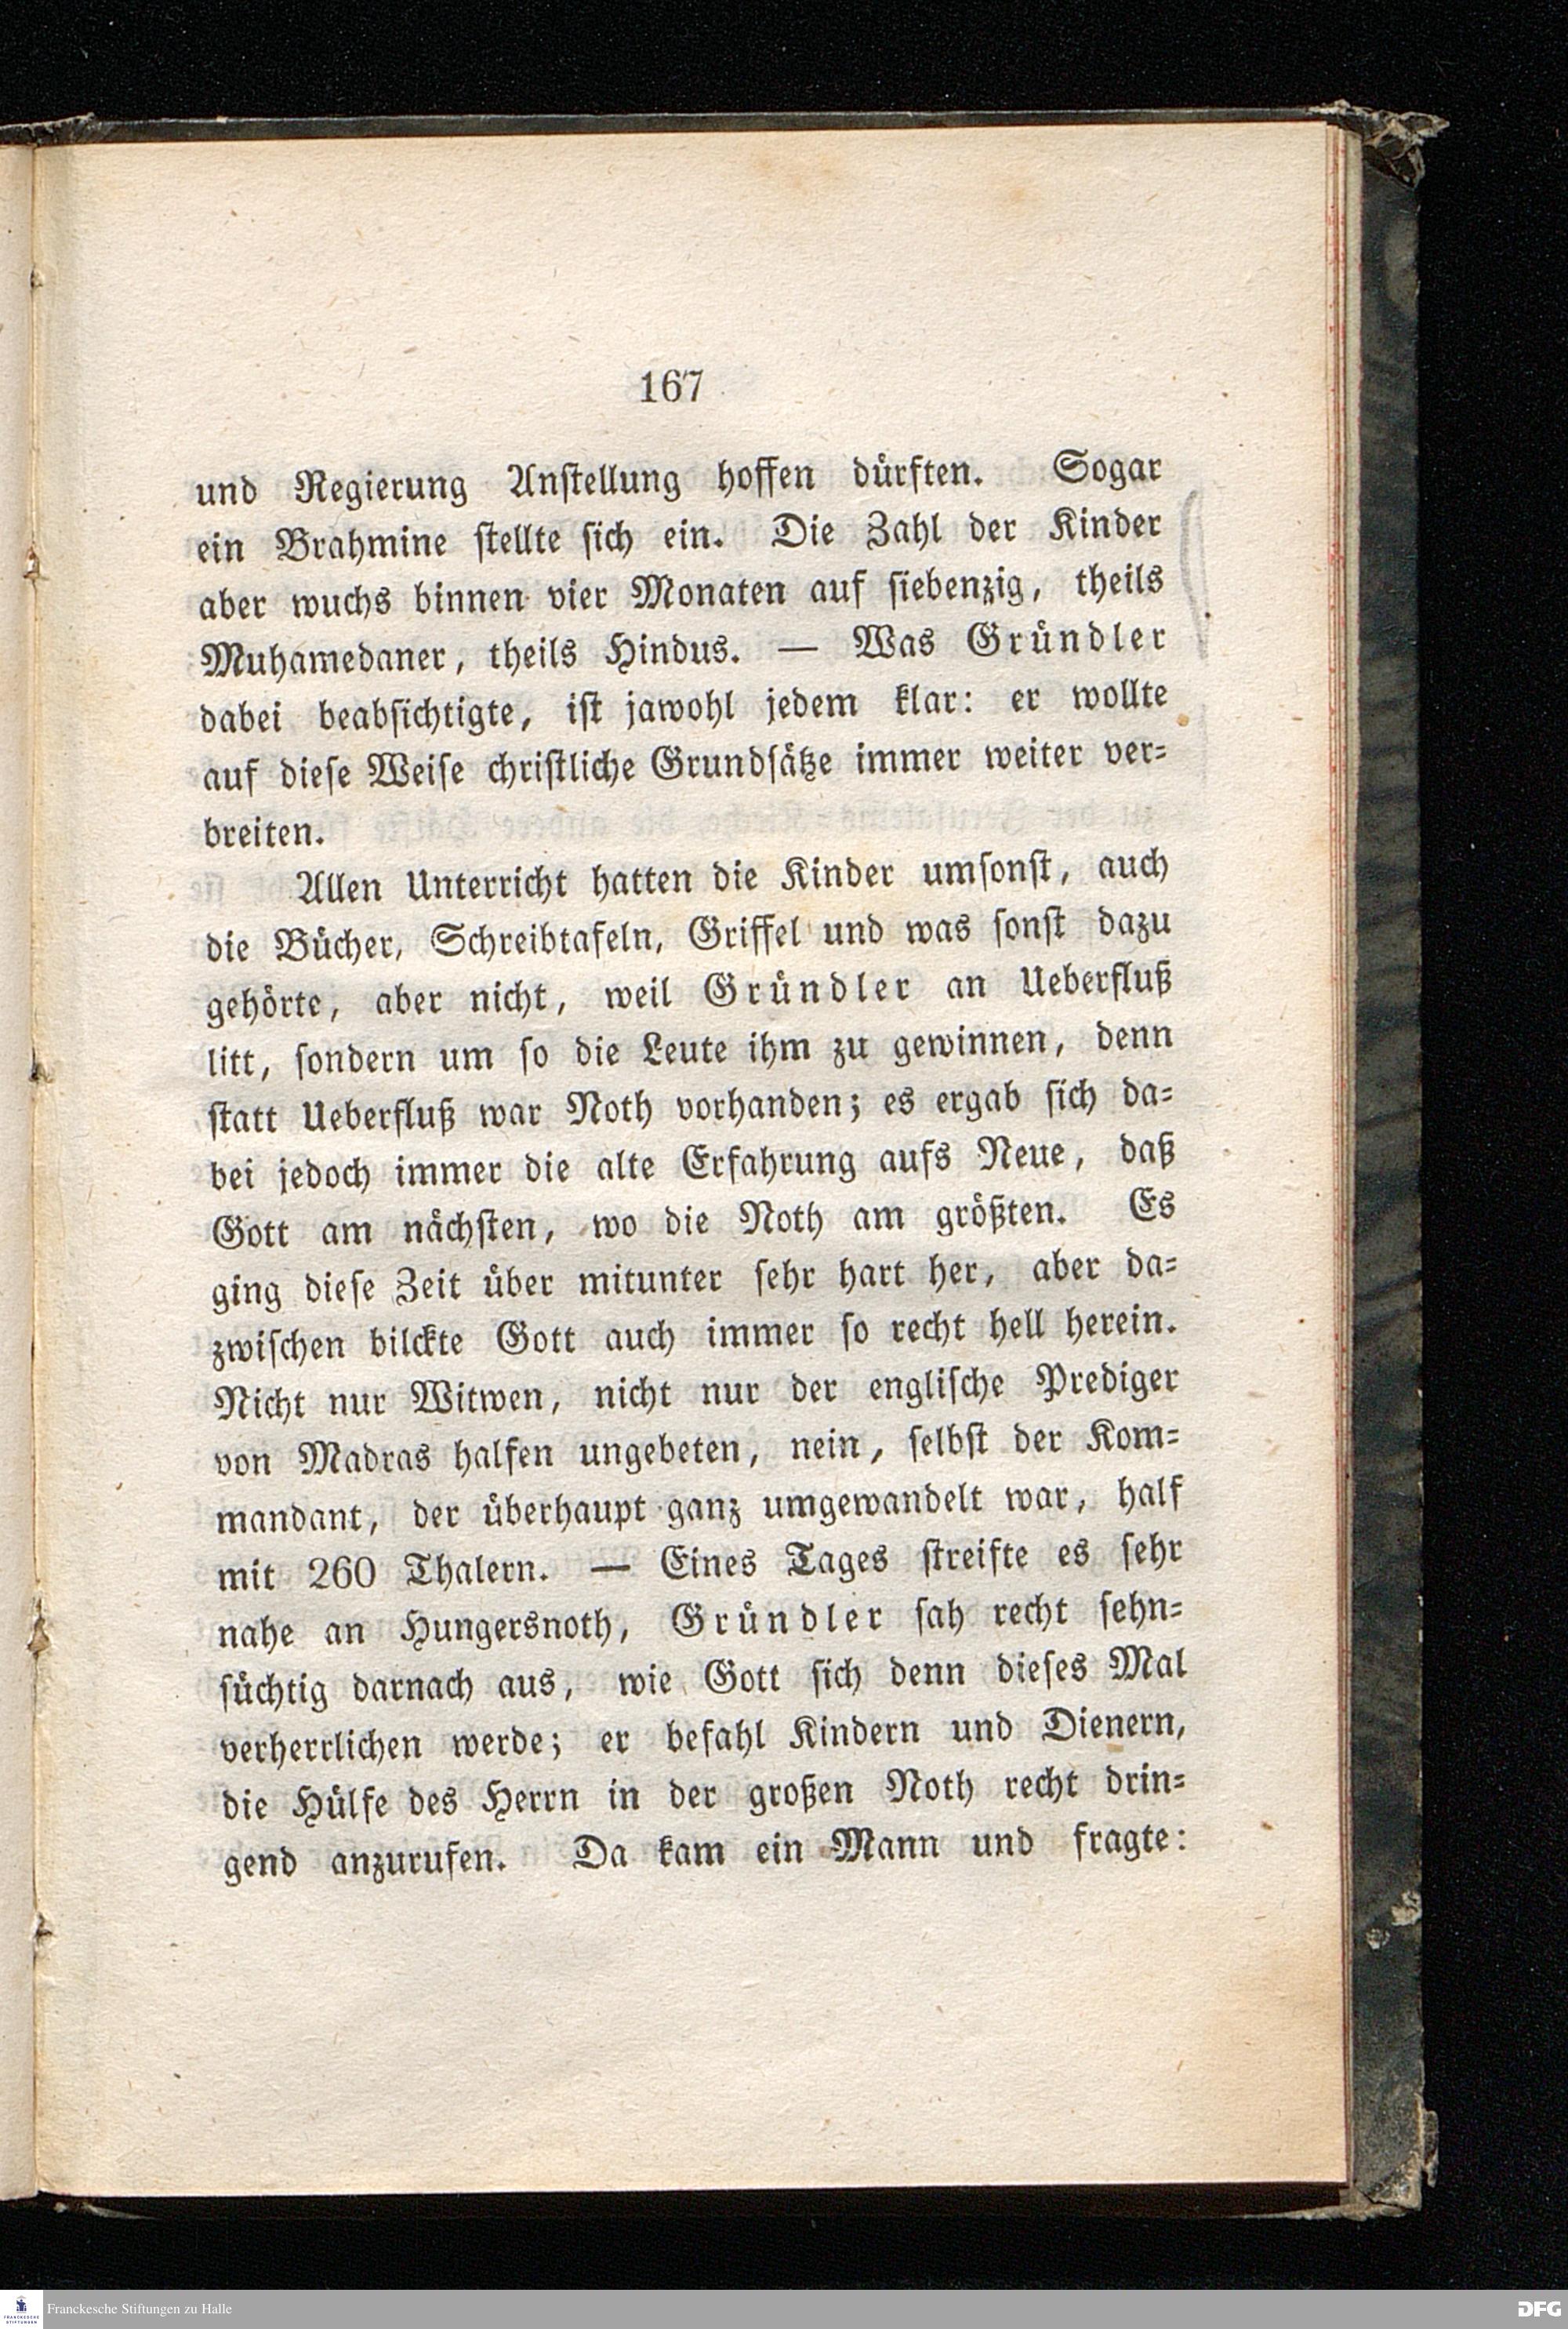 167
und Regierung Anstellung hoffen dürften. Sogar
ein Brahmine stellte sich ein. Die Zahl der Kinder
aber wuchs binnen vier Monaten auf siebenzig, theils
Muhamedaner, theils Hindus. — Was Gründler
dabei beabsichtigte, ist jawohl jedem klar: er wollte
auf diese Weise christliche Grundsätze immer weiter ver-
breiten.
Allen Unterricht hatten die Kinder umsonst, auch
die Bücher, Schreibtafeln, Griffel und was sonst dazu
gehörte, aber nicht, weil Gründler an Ueberfluß
litt, sondern um so die Leute ihm zu gewinnen, denn
statt Ueberfluß war Noth vorhanden; es ergab sich da-
bei jedoch immer die alte Erfahrung aufs Neue, daß
Gott am nächsten, wo die Noth am größten. Es
ging diese Zeit über mitunter sehr hart her, aber da-
zwischen bilckte Gott auch immer so recht hell herein.
Nicht nur Witwen, nicht nur der englische Prediger
von Madras halfen ungebeten, nein, selbst der Kom-
mandant, der überhaupt ganz umgewandelt war, half
mit 260 Thalern. — Eines Tages streifte es sehr
nahe an Hungersnoth, Gründler sah recht sehn-
süchtig darnach aus, wie Gott sich denn dieses Mal
verherrlichen werde; er befahl Kindern und Dienern,
die Hülfe des Herrn in der großen Noth recht drin-
gend anzurufen. Da kam ein Mann und fragte:
FRANCKESCHE
STIFTUNGEN
Franckesche Stiftungen zu Halle
DFG